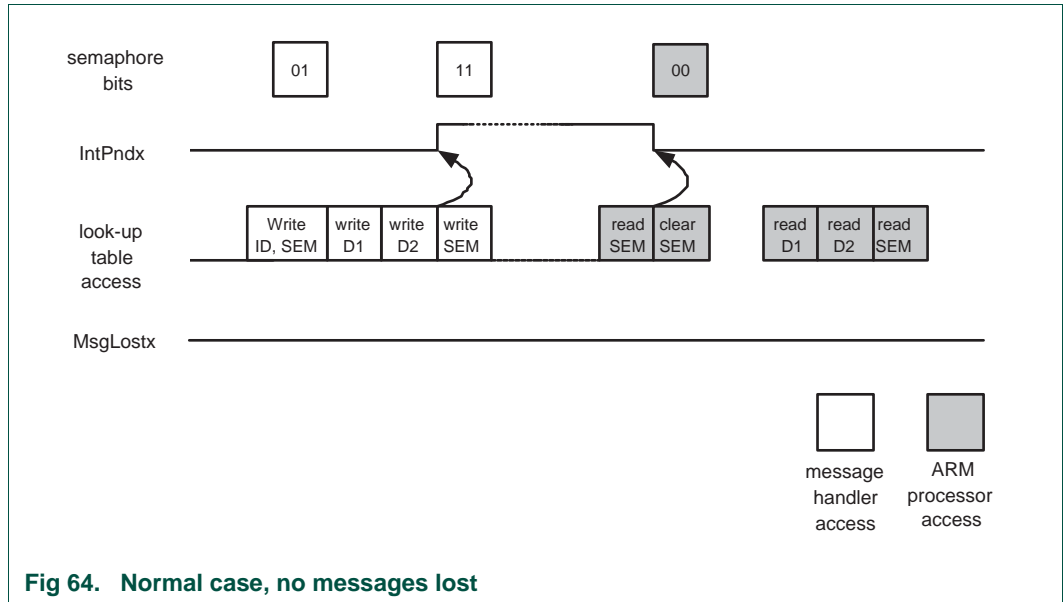 semaphore
bits
01
11
00
IntPndx
look-up
table
access
Write
ID, SEM
write
D1
write
D2
write
SEM
read
SEM
clear
SEM
read
D1
read
D2
read
SEM
MsgLostx
message
handler
access
ARM
processor
access
Fig 64. Normal case, no messages lost